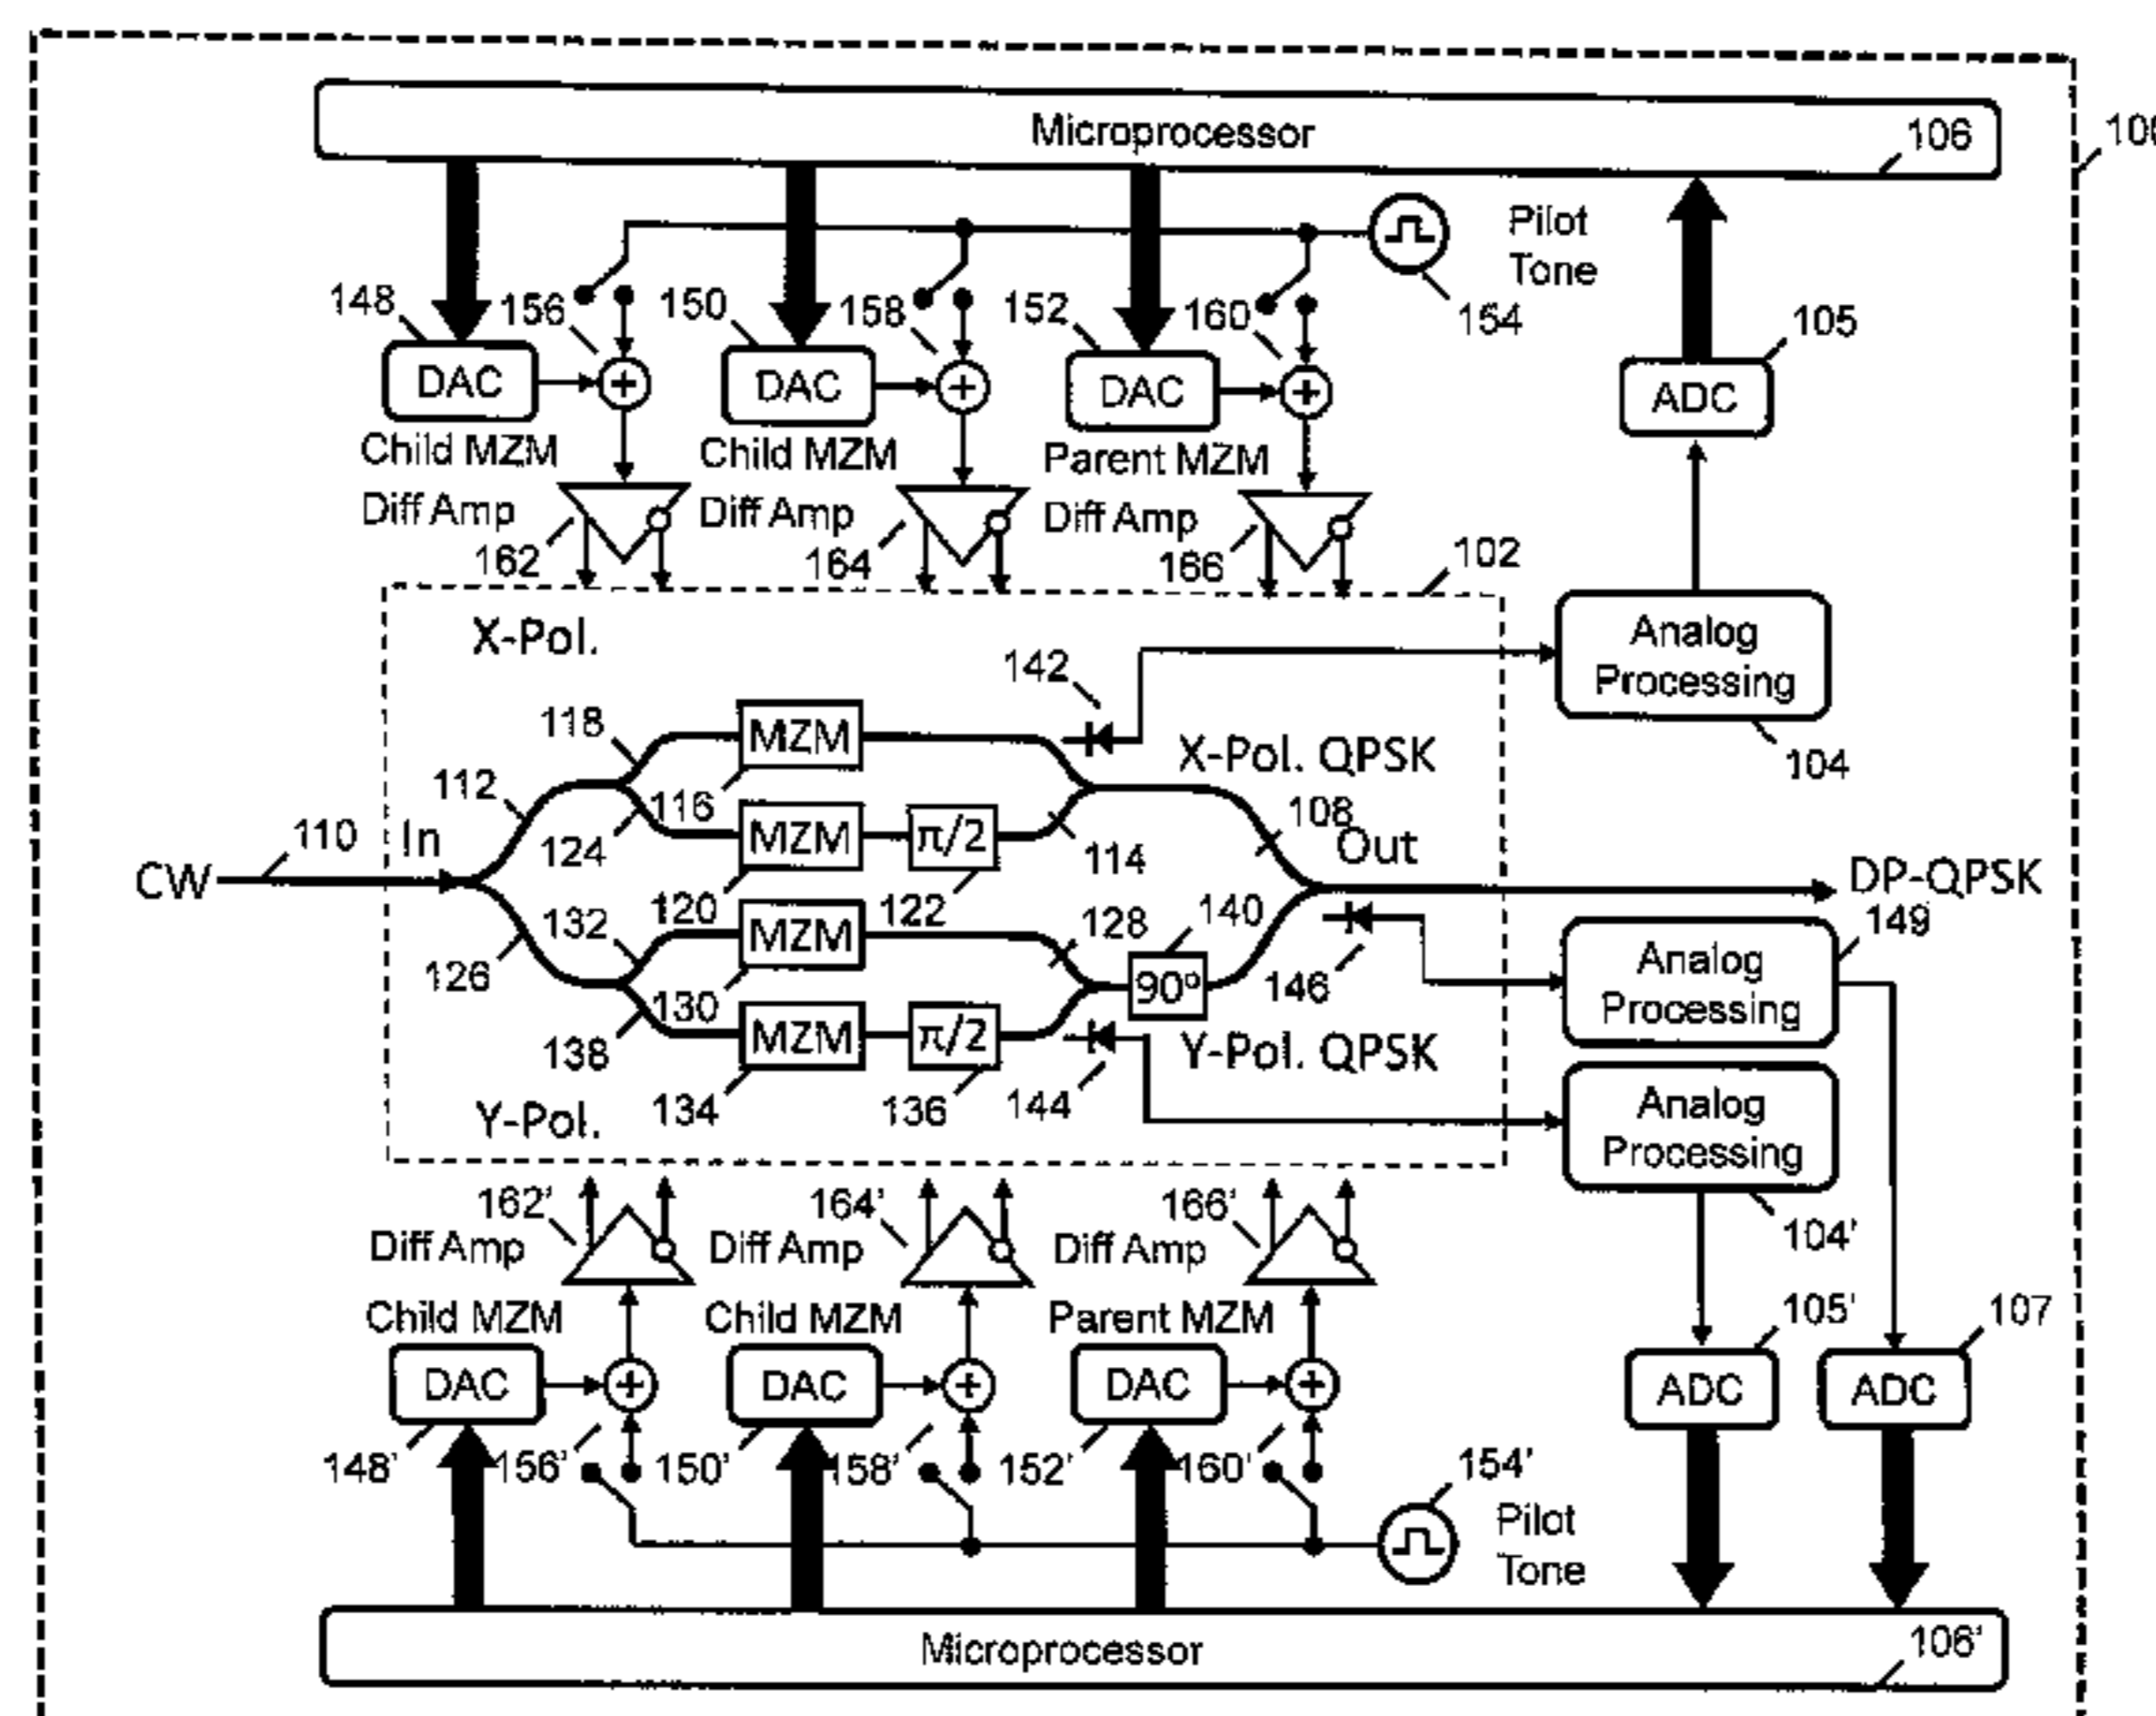 Microprocessor
106
100
Pilot
Tone
154
148
156
150
158
152
160
105
DAC
DAC
DAC
ADC
Child MZM
Child MZM
Parent MZM
Diff Amp
Diff Amp
Diff Amp
162
164
166
102
X-Pol.
Analog
Processing
104
142
118
MZM
X-Pol. QPSK
112
116
108
124
MZM
π/2
114
110
In
Out
CW
DP-QPSK
120
122
128
140
149
132
MZM
126
130
90º
146
Analog
Processing
138
MZM
π/2
Y-Pol. QPSK
134
136
144
Y-Pol.
Analog
Processing
104'
162'
164'
166'
Diff Amp
Diff Amp
Diff Amp
Child MZM
Child MZM
Parent MZM
105'
107
DAC
DAC
DAC
ADC
ADC
148'
156'
150'
158'
152'
160'
154'
Pilot
Tone
Microprocessor
106'